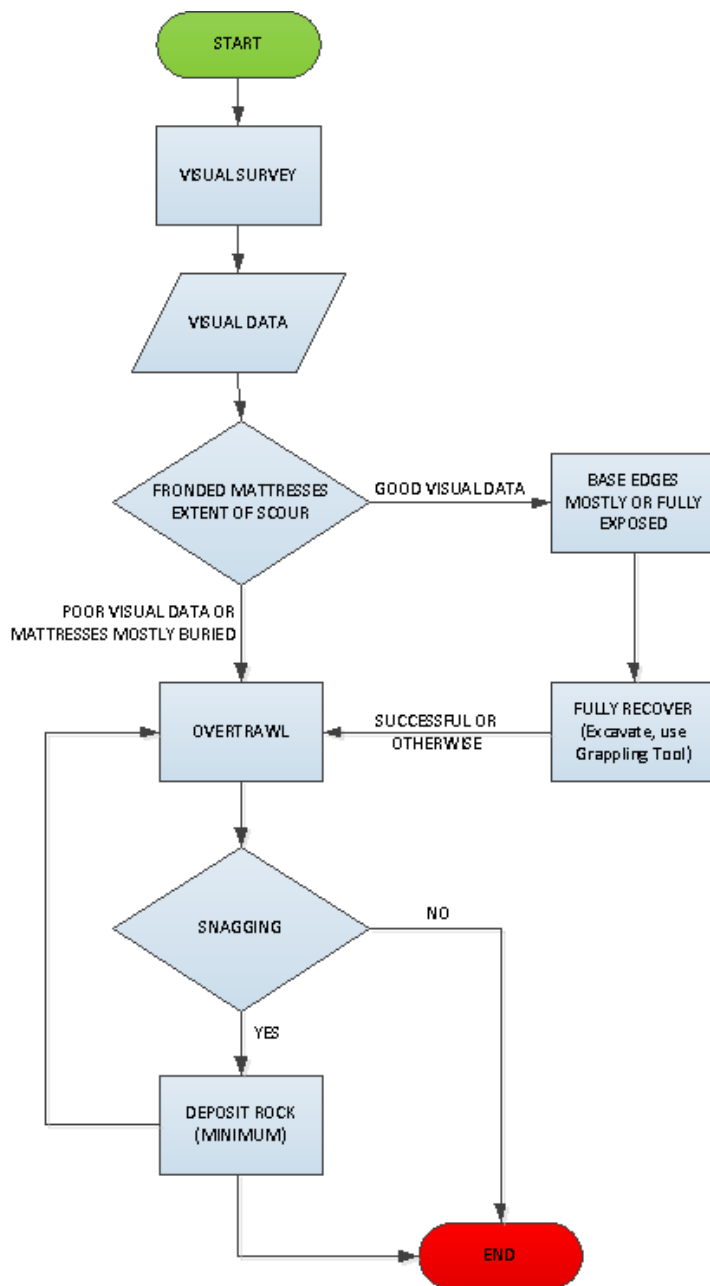 START
VISUAL SURVEY
VISUAL DATA
FRONDED MATTRESSES
EXTENT OF SCOUR
GOOD VISUAL DATA
BASE EDGES
MOSTLY OR FULLY
EXPOSED
POOR VISUAL DATA OR
MATTRESSES MOSTLY BURIED
OVERTRAWL
SUCCESSFUL OR
OTHERWISE
FULLY RECOVER
(Excavate, use
Grappling Tool)
SNAGGING
NO
YES
DEPOSIT ROCK
(MINIMUM)
END